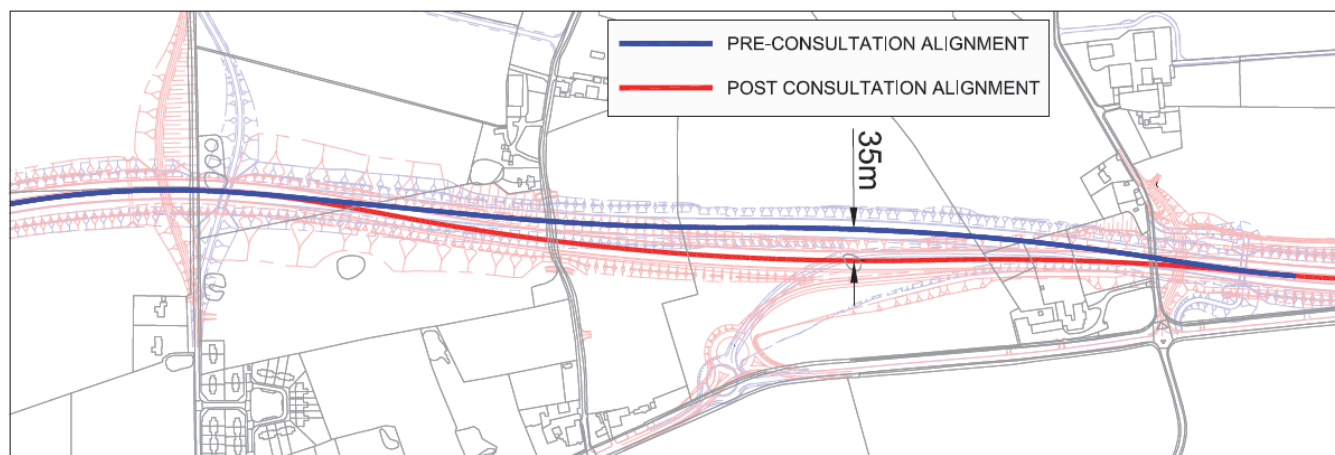 PRE-CONSULTATION ALIGNMENT
POST CONSULTATION ALIGNMENT
35m